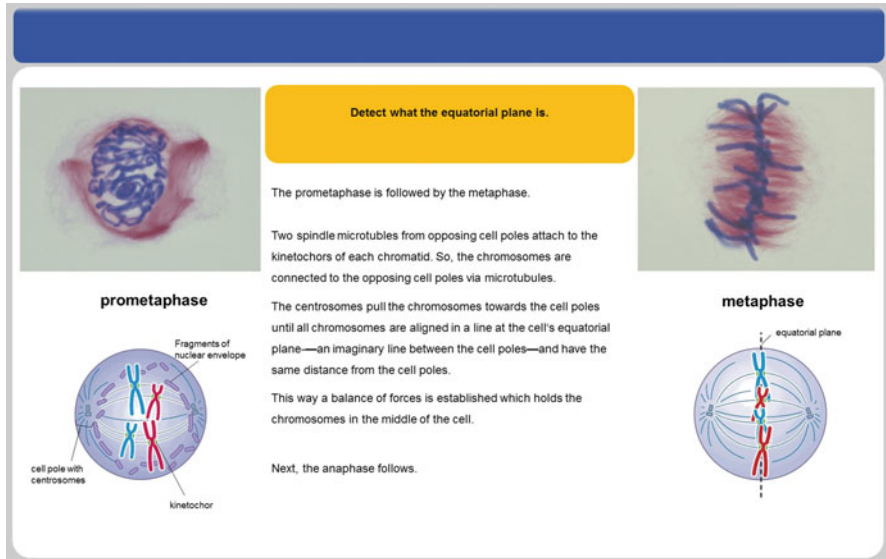 Detect what the equatorial plane is.
The prometaphase is followed by the metaphase.
Two spindle microtubles from opposing cell poles attach to the
kinetochors of each chromatid. So, the chromosomes are
connected to the opposing cell poles via microtubules.
The centrosomes pull the chromosomes towards the cell poles
until all chromosomes are aligned in a line at the cell's equatorial
plane—an imaginary line between the cell poles—and have the
same distance from the cell poles.
This way a balance of forces is established which holds the
chromosomes in the middle of the cell.
Next, the anaphase follows.
prometaphase
Fragments of
nuclear envelope
cell pole with
centrosomes
kinetochor
metaphase
equatorial plane